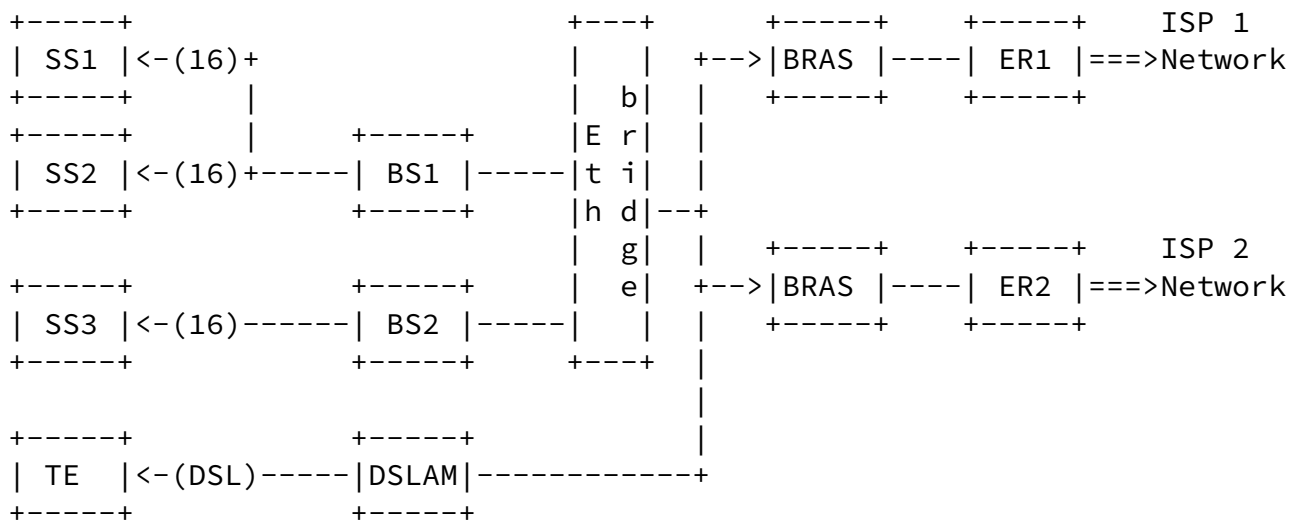 +-----+                       +---+      +-----+    +-----+    ISP 1
| SS1 |<-(16)+                |   |  +-->|BRAS |----| ER1 |===>Network
+-----+      |                |  b|  |   +-----+    +-----+
+-----+      |     +-----+    |E r|  |
| SS2 |<-(16)+-----| BS1 |----|t i|  |
+-----+            +-----+    |h d|--+
                              |  g|  |   +-----+    +-----+    ISP 2
+-----+            +-----+    |  e|  +-->|BRAS |----| ER2 |===>Network
| SS3 |<-(16)------| BS2 |----|   |  |   +-----+    +-----+
+-----+            +-----+    +---+  |
                                     |
+-----+            +-----+           |
| TE  |<-(DSL)-----|DSLAM|-----------+
+-----+            +-----+